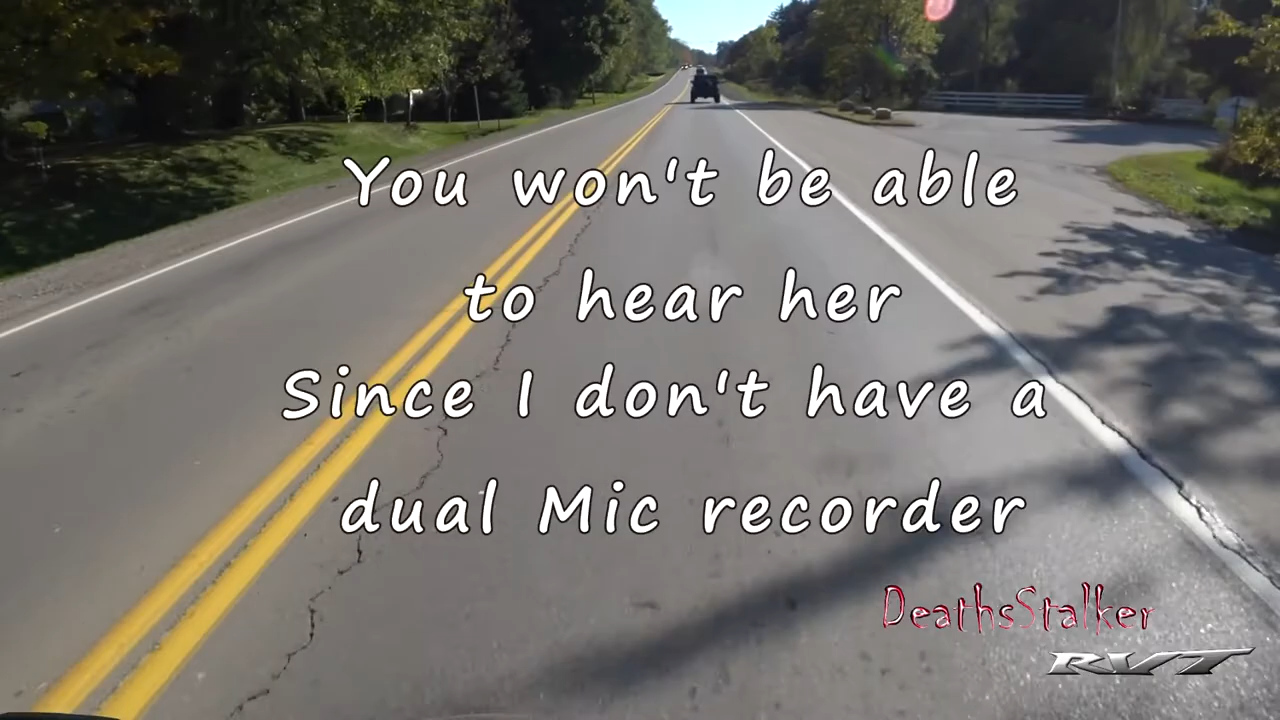 You won't be able
to hear her
Since I don't have a
dual Mic recorder
DeathsStalker
RVT